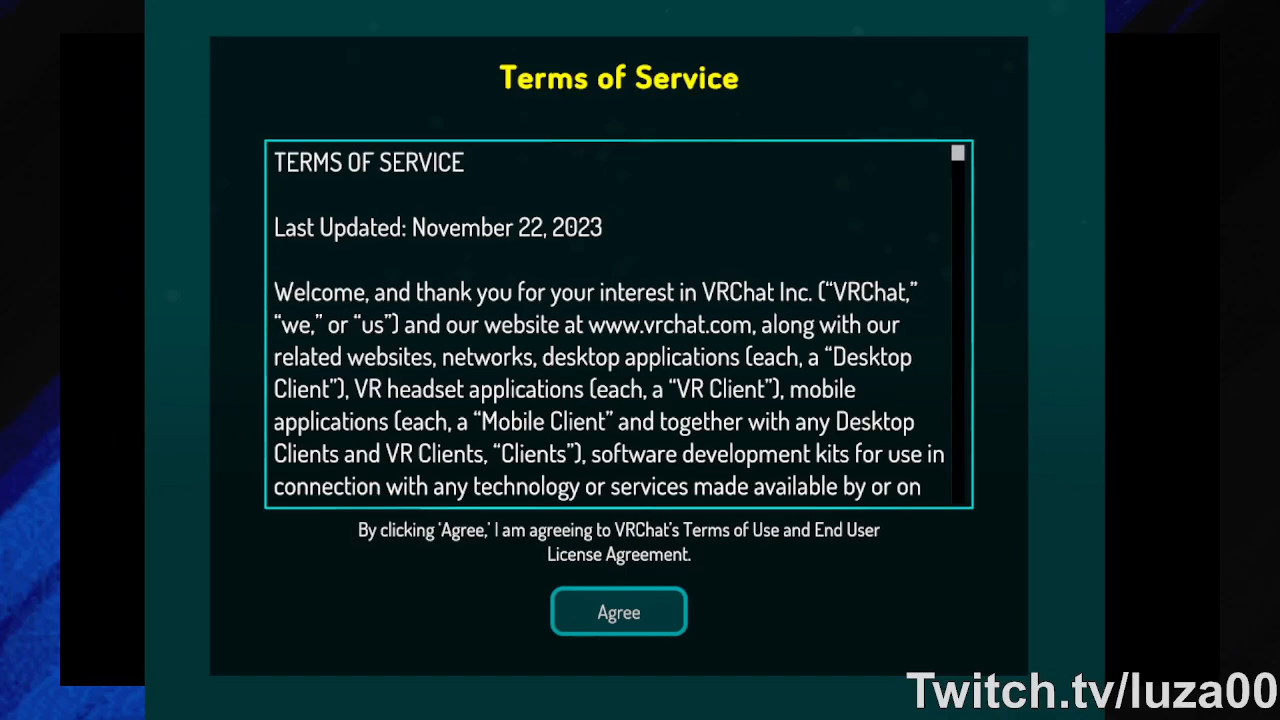 Terms of Service
TERMS OF SERVICE
Last Updated: November 22, 2023
Welcome, and thank you for your interest in VRChat Inc. (“VRChat,”
“we,” or “us”) and our website at www.vrchat.com, along with our
related websites, networks, desktop applications (each, a “Desktop
Client”), VR headset applications (each, a “VR Client”), mobile
applications (each, a “Mobile Client” and together with any Desktop
Clients and VR Clients, “Clients”), software development kits for use in
connection with any technology or services made available by or on
By clicking ‘Agree,’ I am agreeing to VRChat’s Terms of Use and End User
License Agreement.
Agree
Twitch.tv/luza00